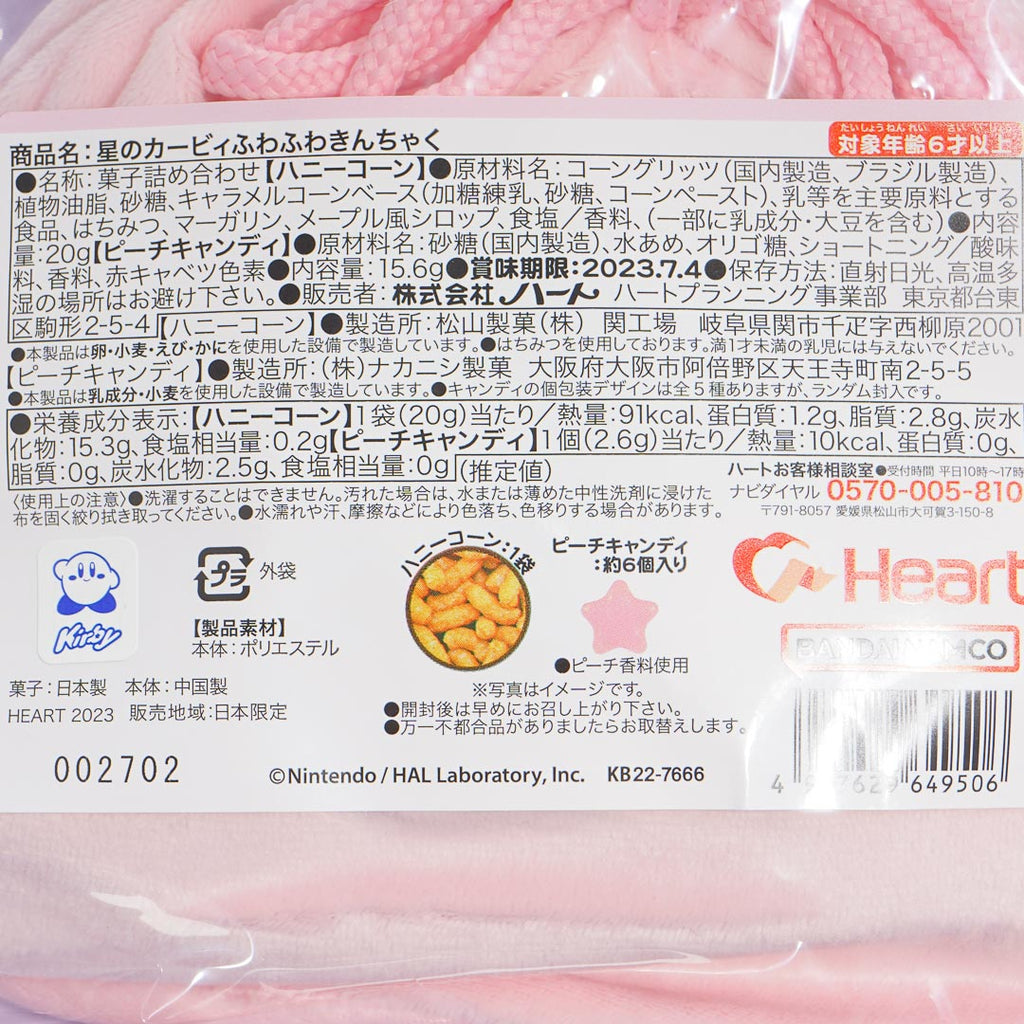 商品名：星のカービィふわふわきんちゃく
たいしょうねんれい さい いじょう
対象年齢6才以上
●名称：菓子詰め合わせ【ハニーコーン】●原材料名：コーングリッツ(国内製造、ブラジル製造)、
植物油脂、砂糖、キャラメルコーンベース(加糖練乳、砂糖、コーンペースト)、乳等を主要原料とする
食品、はちみつ、マーガリン、メープル風シロップ、食塩／香料、(一部に乳成分・大豆を含む)●内容
量：20g【ピーチキャンディ】●原材料名：砂糖(国内製造)、水あめ、オリゴ糖、ショートニング／酸味
料、香料、赤キャベツ色素●内容量：15.6g●賞味期限：2023.7.4●保存方法：直射日光、高温多
湿の場所はお避け下さい。●販売者：株式会社ハート ハートプランニング事業部 東京都台東
区駒形2-5-4【ハニーコーン】●製造所：松山製菓(株) 関工場 岐阜県関市千疋字西柳原2001
●本製品は卵・小麦・えび・かにを使用した設備で製造しています。●はちみつを使用しております。満1才未満の乳児には与えないでください。
【ピーチキャンディ】●製造所：(株)ナカニシ製菓 大阪府大阪市阿倍野区天王寺町南2-5-5
●本製品は乳成分・小麦を使用した設備で製造しています。●キャンディの個包装デザインは全5種ありますが、ランダム封入です。
●栄養成分表示：【ハニーコーン】1袋(20g)当たり／熱量：91kcal、蛋白質：1.2g、脂質：2.8g、炭水
化物：15.3g、食塩相当量：0.2g【ピーチキャンディ】1個(2.6g)当たり／熱量：10kcal、蛋白質：0g、
脂質：0g、炭水化物：2.5g、食塩相当量：0g(推定値)
ハートお客様相談室●受付時間 平日10時～17時
ナビダイヤル 0570-005-810
〒791-8057 愛媛県松山市大可賀3-150-8
〈使用上の注意〉●洗濯することはできません。汚れた場合は、水または薄めた中性洗剤に浸けた
布を固く絞り拭き取ってください。●水濡れや汗、摩擦などにより色落ち、色移りする場合があります。
Kirby
プラ 外袋
【製品素材】
本体：ポリエステル
ハニーコーン：1袋
ピーチキャンディ
：約6個入り
●ピーチ香料使用
Heart
BANDAI NAMCO
菓子：日本製 本体：中国製
HEART 2023 販売地域：日本限定
※写真はイメージです。
●開封後は早めにお召し上がり下さい。
●万一不都合品がありましたらお取替えします。
002702
©Nintendo / HAL Laboratory, Inc. KB22-7666
649506